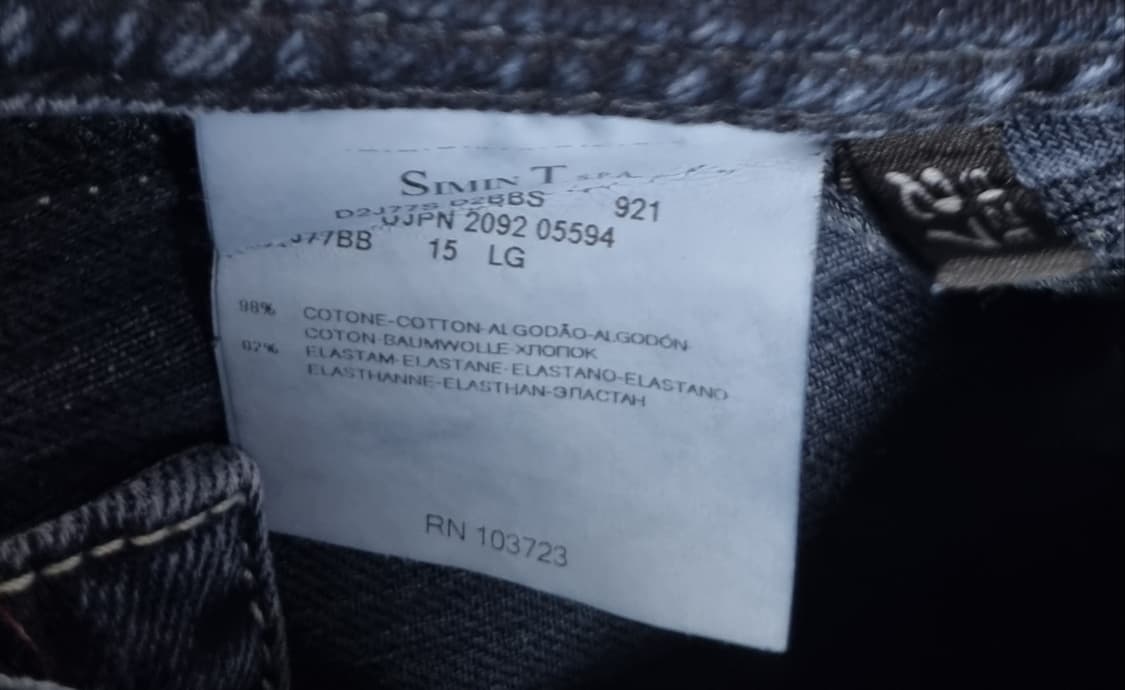 SIMIN T S.P.A.
921
UJPN 2092 05594
15 LG
98% COTONE-COTTON-ALGODÃO-ALGODÓN-
COTON-BAUMWOLLE-ХЛОПОК
02% ELASTAM-ELASTANE-ELASTANO-ELASTANO
ELASTHANNE-ELASTHAN-ЭЛАСТАН
RN 103723